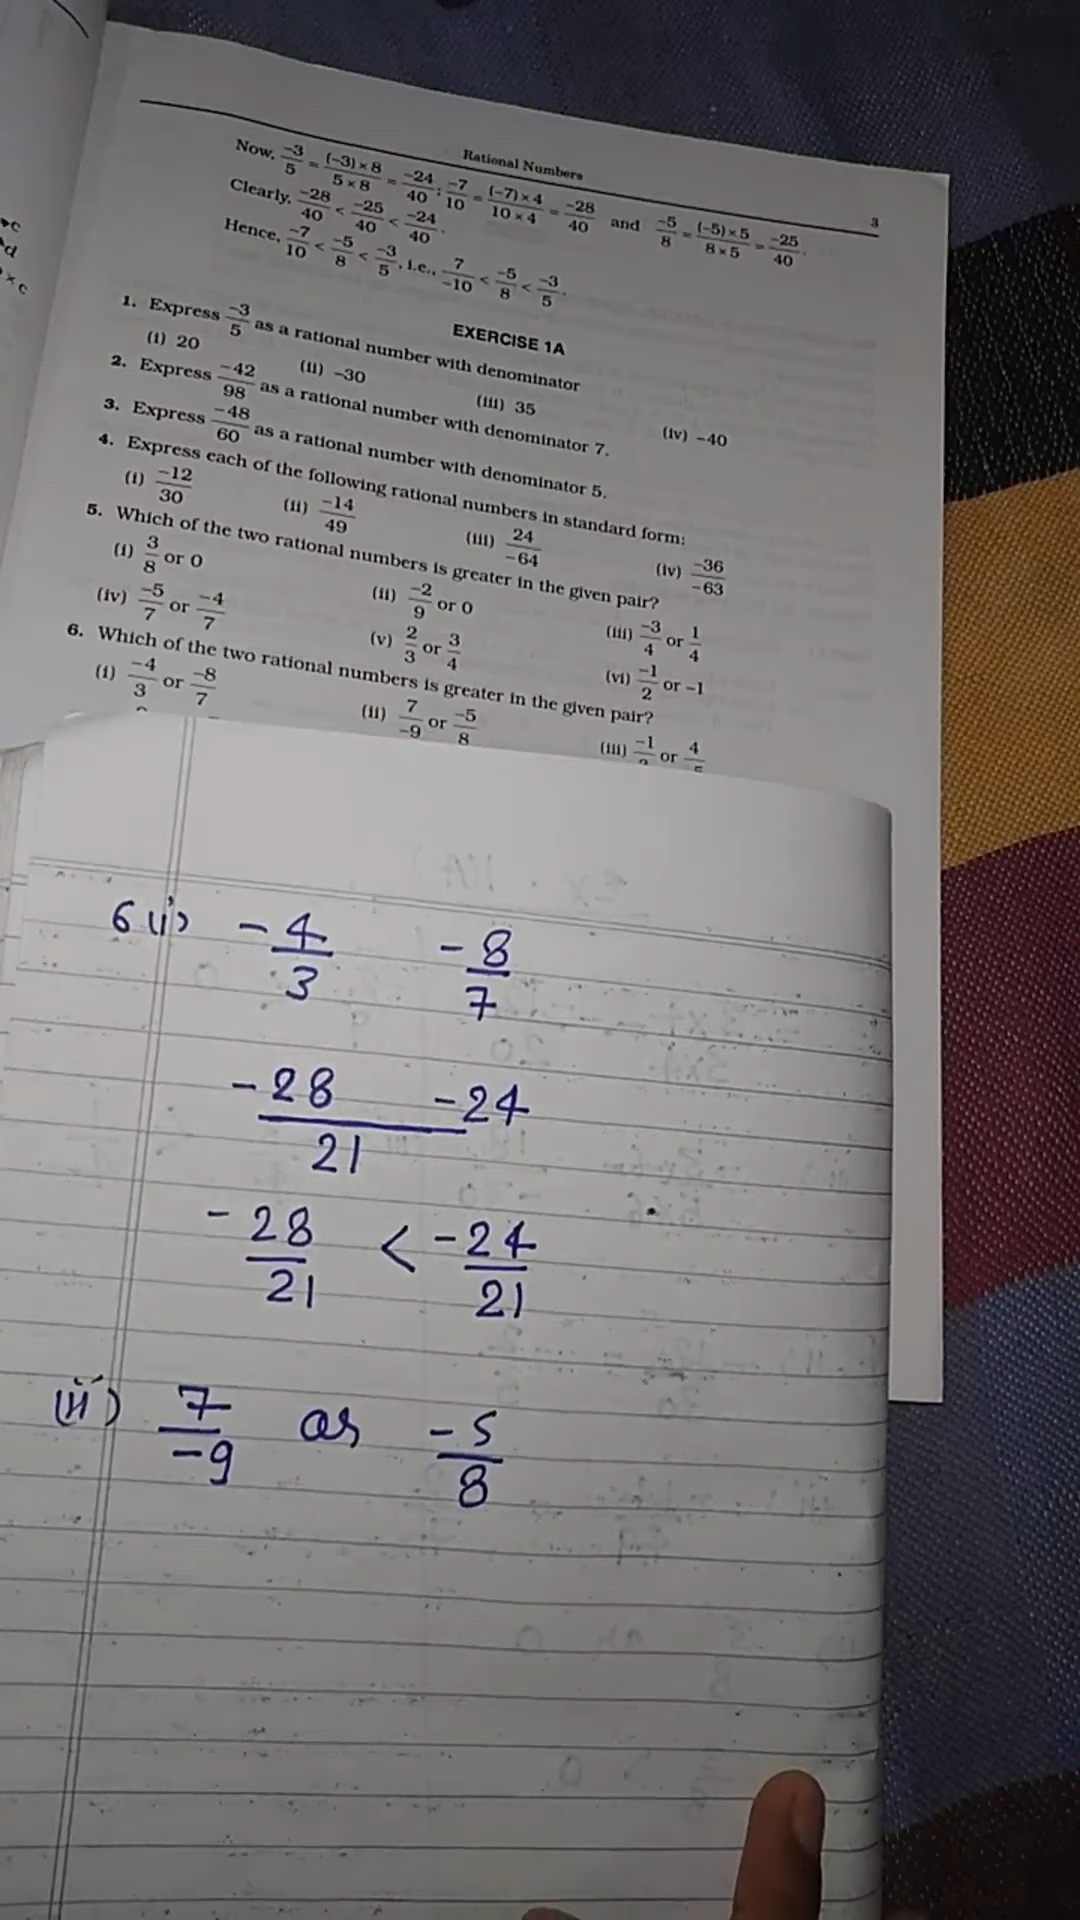 Rational Numbers
3
Now, -3/5 = (-3)×8/5×8 = -24/40; -7/10 = (-7)×4/10×4 = -28/40 and -5/8 = (-5)×5/8×5 = -25/40.
Clearly, -28/40 < -25/40 < -24/40.
Hence, -7/10 < -5/8 < -3/5, i.e., 7/-10 < -5/8 < -3/5.
EXERCISE 1A
1. Express -3/5 as a rational number with denominator
(i) 20 (ii) -30 (iii) 35 (iv) -40
2. Express -42/98 as a rational number with denominator 7.
3. Express -48/60 as a rational number with denominator 5.
4. Express each of the following rational numbers in standard form:
(i) -12/30 (ii) -14/49 (iii) 24/-64 (iv) -36/-63
5. Which of the two rational numbers is greater in the given pair?
(i) 3/8 or 0 (ii) -2/9 or 0 (iii) -3/4 or 1/4
(iv) -5/7 or -4/7 (v) 2/3 or 3/4 (vi) -1/2 or -1
6. Which of the two rational numbers is greater in the given pair?
(i) -4/3 or -8/7 (ii) 7/-9 or -5/8 (iii) -1 or 4
6 (i) -4/3 -8/7
-28 -24
21
-28/21 < -24/21
(ii) 7/-9 or -5/8